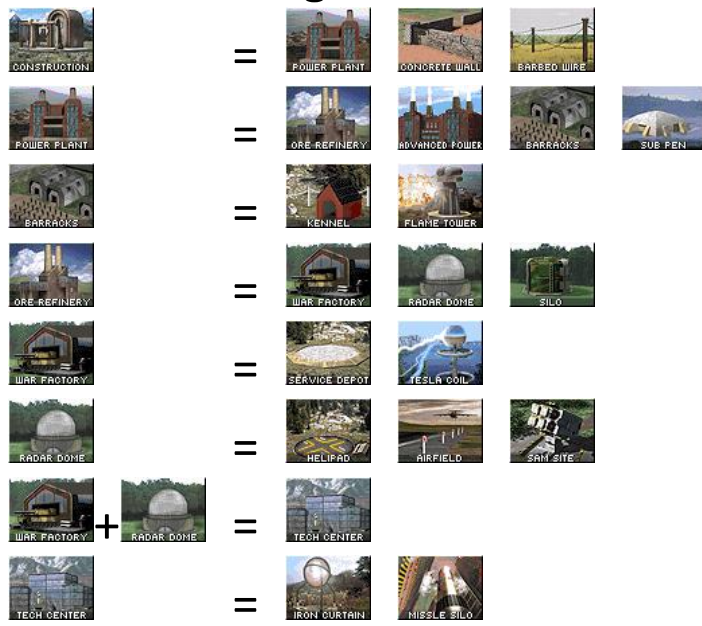 CONSTRUCTION = POWER PLANT CONCRETE WALL BARBED WIRE
POWER PLANT = ORE REFINERY ADVANCED POWER BARRACKS SUB PEN
BARRACKS = KENNEL FLAME TOWER
ORE REFINERY = WAR FACTORY RADAR DOME SILO
WAR FACTORY = SERVICE DEPOT TESLA COIL
RADAR DOME = HELIPAD AIRFIELD SAM SITE
WAR FACTORY + RADAR DOME = TECH CENTER
TECH CENTER = IRON CURTAIN MISSLE SILO